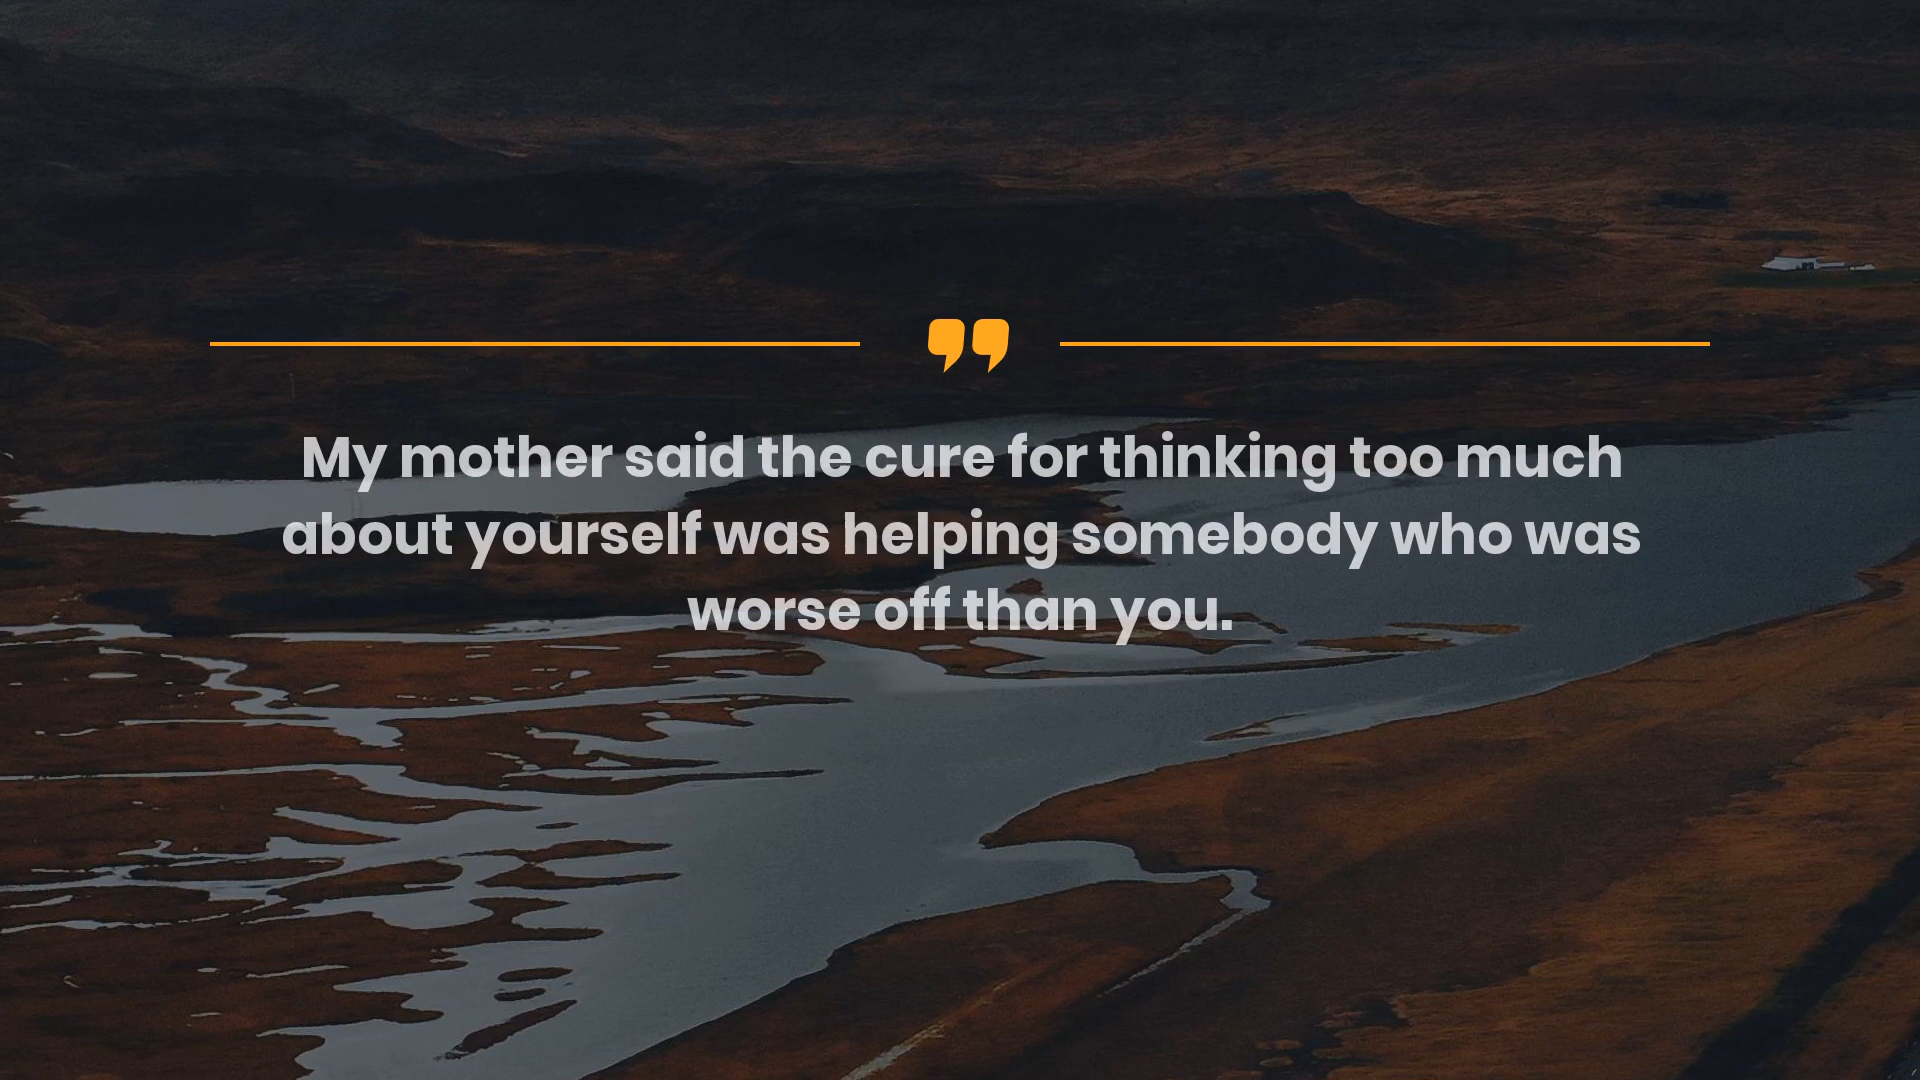 ❜❜
My mother said the cure for thinking too much
about yourself was helping somebody who was
worse off than you.